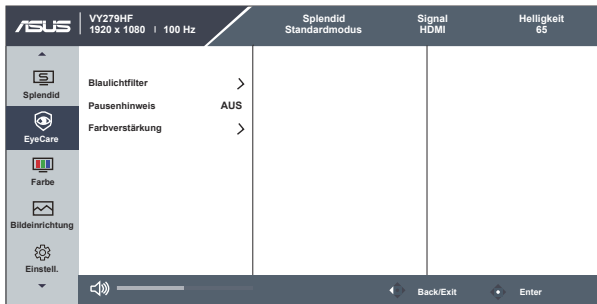 ASUS
VY279HF
1920 x 1080 | 100 Hz
Splendid
Standardmodus
Signal
HDMI
Helligkeit
65
Splendid
EyeCare
Farbe
Bildeinrichtung
Einstell.
Blaulichtfilter
Pausenhinweis AUS
Farbverstärkung
Back/Exit
Enter